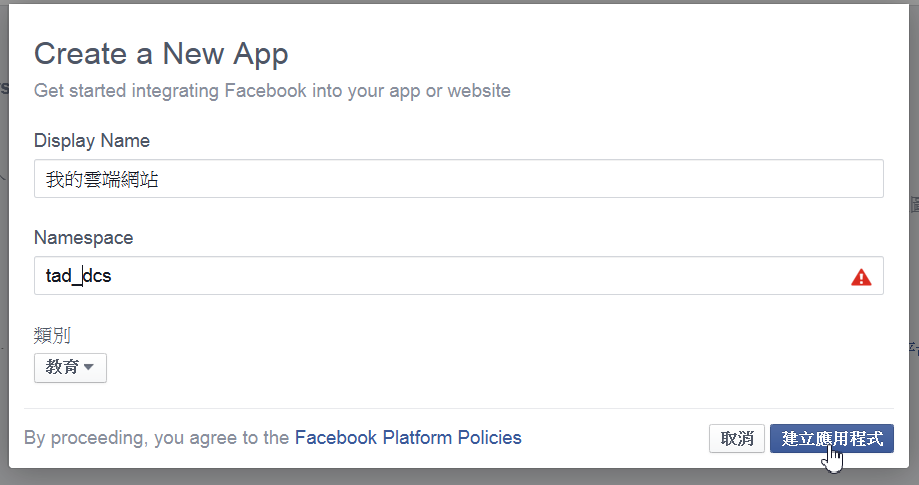 Create a New App
Get started integrating Facebook into your app or website
Display Name
我的雲端網站
Namespace
tad_dcs
類別
教育
By proceeding, you agree to the Facebook Platform Policies
取消
建立應用程式